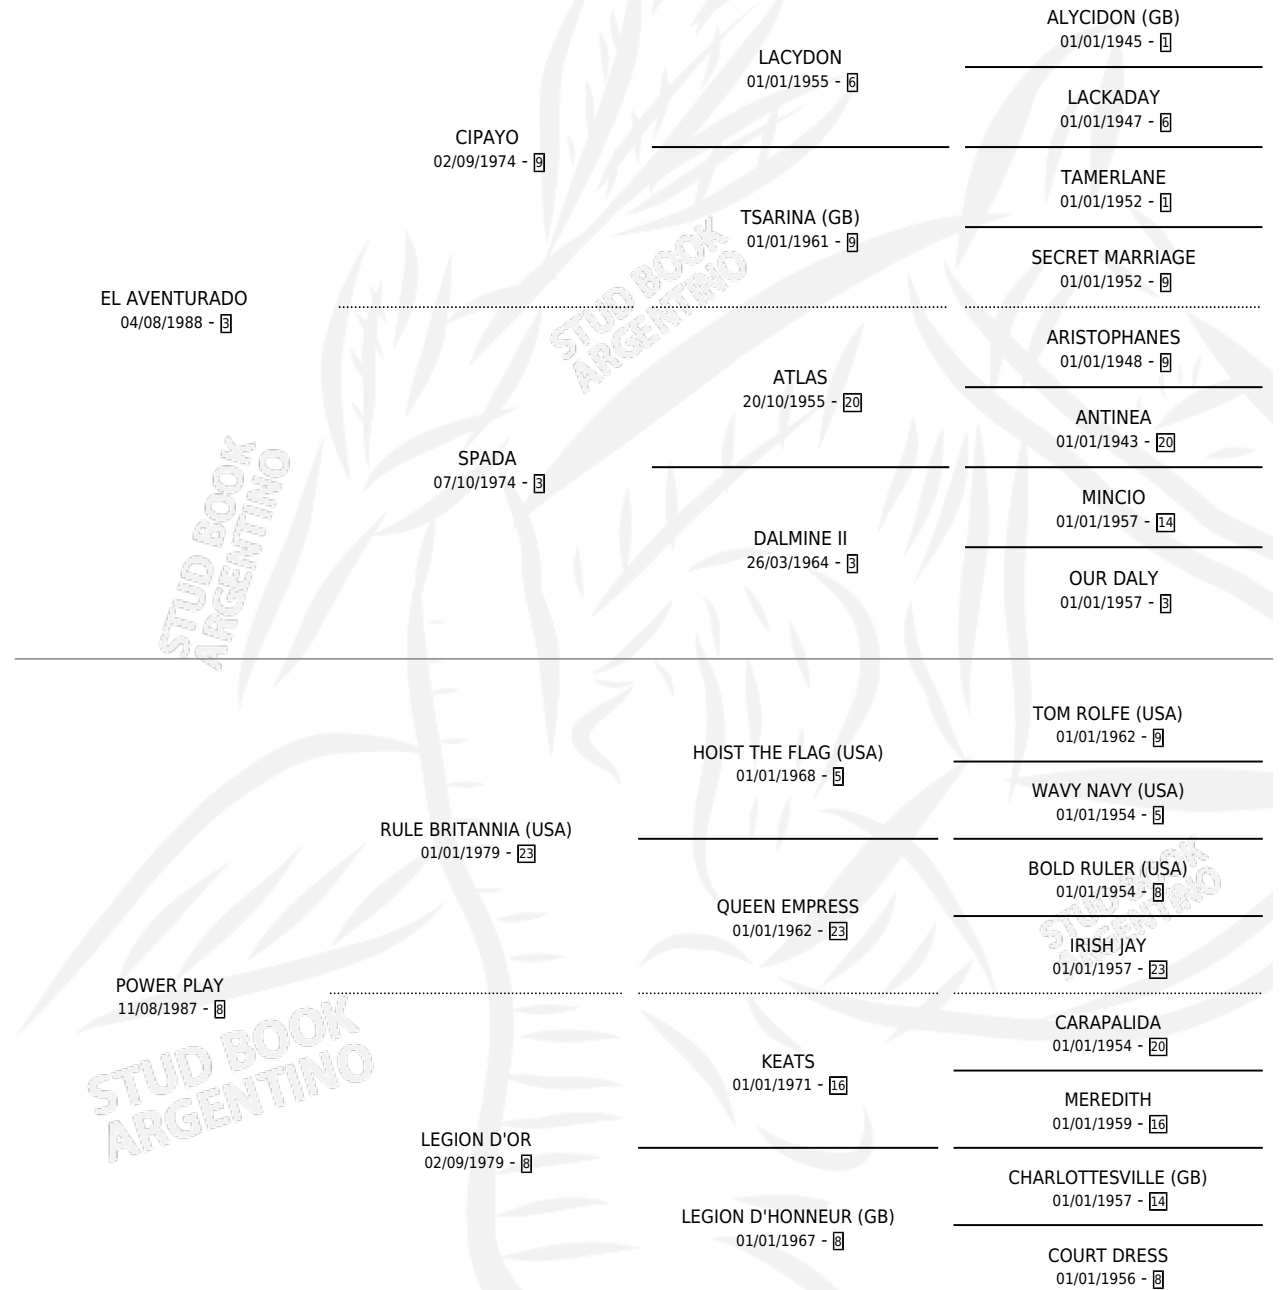 ALYCIDON (GB)
01/01/1945 - 1
LACYDON
01/01/1955 - 6
LACKADAY
01/01/1947 - 6
CIPAYO
02/09/1974 - 9
TAMERLANE
01/01/1952 - 1
TSARINA (GB)
01/01/1961 - 9
SECRET MARRIAGE
01/01/1952 - 9
EL AVENTURADO
04/08/1988 - 3
STUD BOOK
ARGENTINO
ARISTOPHANES
01/01/1948 - 9
ATLAS
20/10/1955 - 20
ANTINEA
01/01/1943 - 20
SPADA
07/10/1974 - 3
MINCIO
01/01/1957 - 14
DALMINE II
26/03/1964 - 3
OUR DALY
01/01/1957 - 3
STUD BOOK
ARGENTINO
TOM ROLFE (USA)
01/01/1962 - 9
HOIST THE FLAG (USA)
01/01/1968 - 5
WAVY NAVY (USA)
01/01/1954 - 5
RULE BRITANNIA (USA)
01/01/1979 - 23
BOLD RULER (USA)
01/01/1954 - 8
QUEEN EMPRESS
01/01/1962 - 23
IRISH JAY
01/01/1957 - 23
STUD BOOK
ARGENTINO
POWER PLAY
11/08/1987 - 8
CARAPALIDA
01/01/1954 - 20
KEATS
01/01/1971 - 16
MEREDITH
01/01/1959 - 16
STUD BOOK
ARGENTINO
LEGION D'OR
02/09/1979 - 8
CHARLOTTESVILLE (GB)
01/01/1957 - 14
LEGION D'HONNEUR (GB)
01/01/1967 - 8
COURT DRESS
01/01/1956 - 8